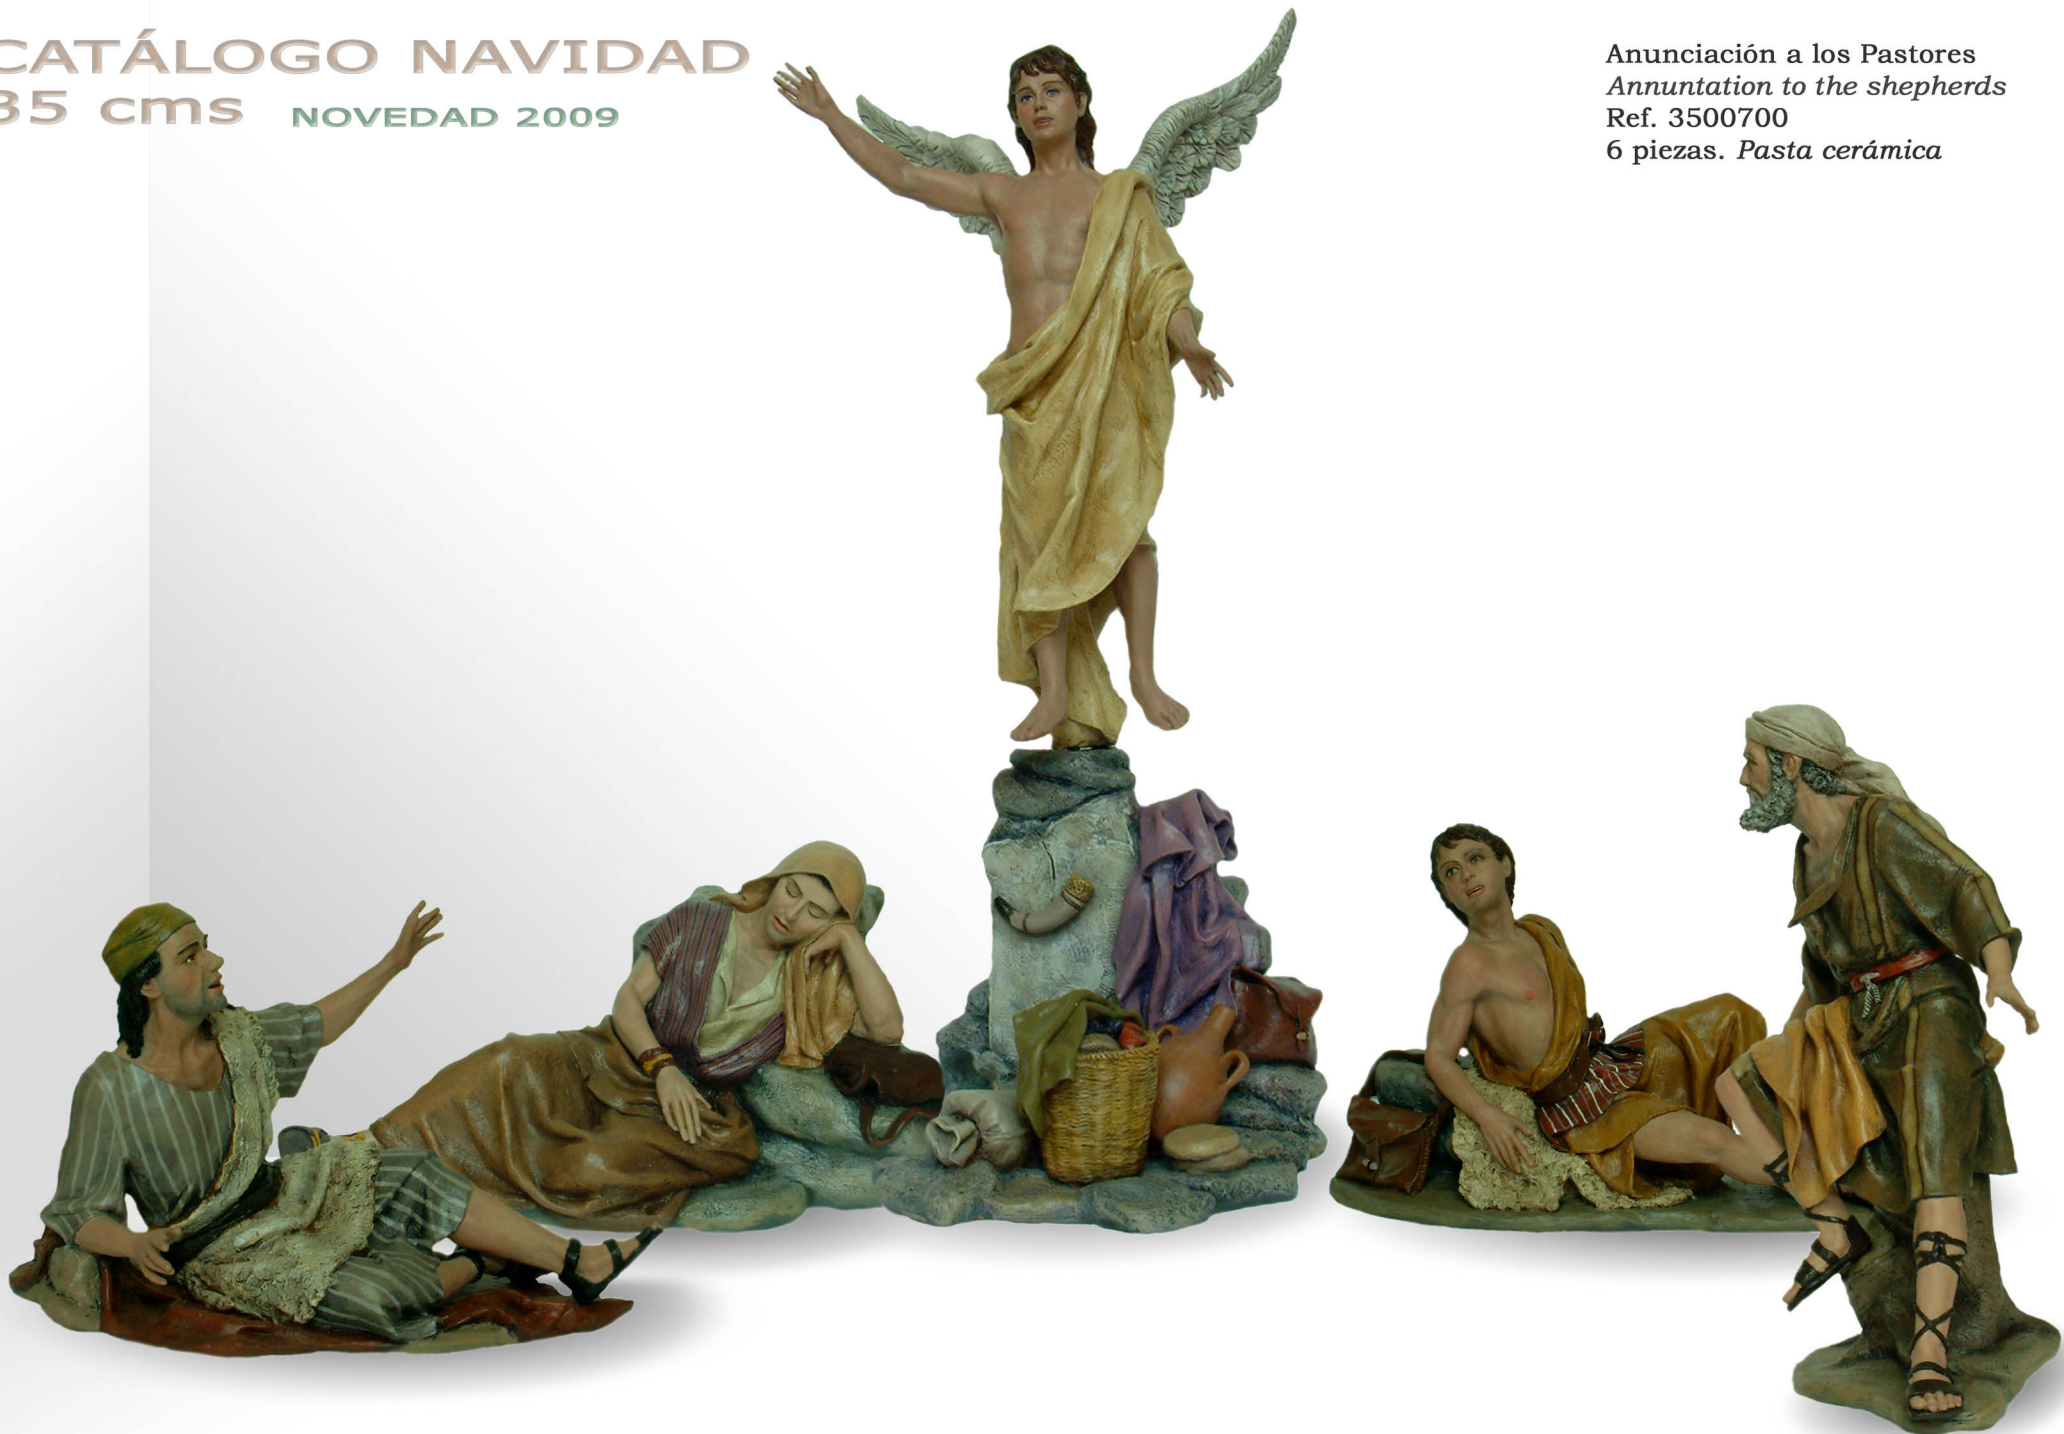 CATÁLOGO NAVIDAD
35 cms NOVEDAD 2009
Anunciación a los Pastores
Annuntation to the shepherds
Ref. 3500700
6 piezas. Pasta cerámica